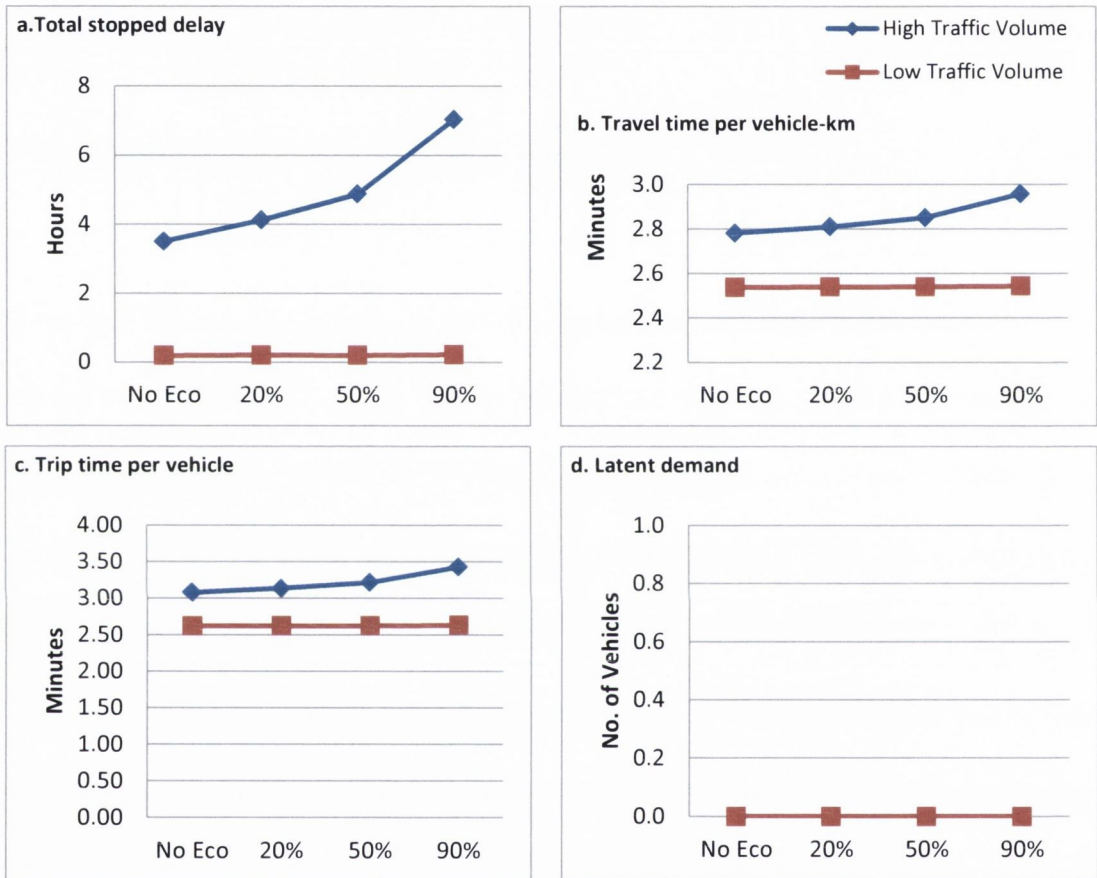 a.Total stopped delay
Hours
8
6
4
2
0
No Eco 20% 50% 90%
High Traffic Volume
Low Traffic Volume
b. Travel time per vehicle-km
Minutes
3.0
2.8
2.6
2.4
2.2
No Eco 20% 50% 90%
c. Trip time per vehicle
Minutes
4.00
3.50
3.00
2.50
2.00
1.50
1.00
0.50
0.00
No Eco 20% 50% 90%
d. Latent demand
No. of Vehicles
1.0
0.8
0.6
0.4
0.2
0.0
No Eco 20% 50% 90%